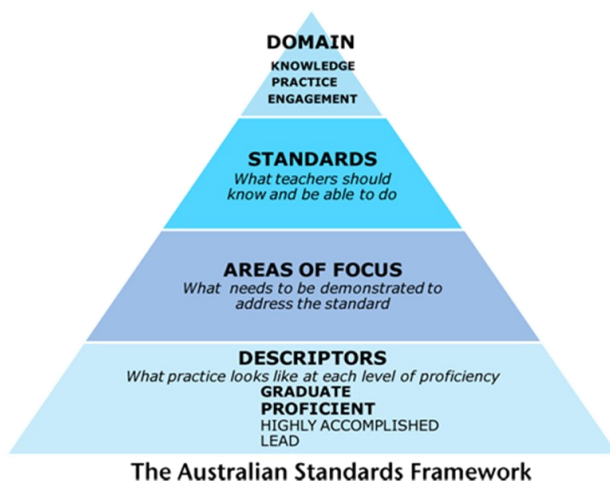 DOMAIN
KNOWLEDGE
PRACTICE
ENGAGEMENT
STANDARDS
What teachers should
know and be able to do
AREAS OF FOCUS
What needs to be demonstrated to
address the standard
DESCRIPTORS
What practice looks like at each level of proficiency
GRADUATE
PROFICIENT
HIGHLY ACCOMPLISHED
LEAD
The Australian Standards Framework